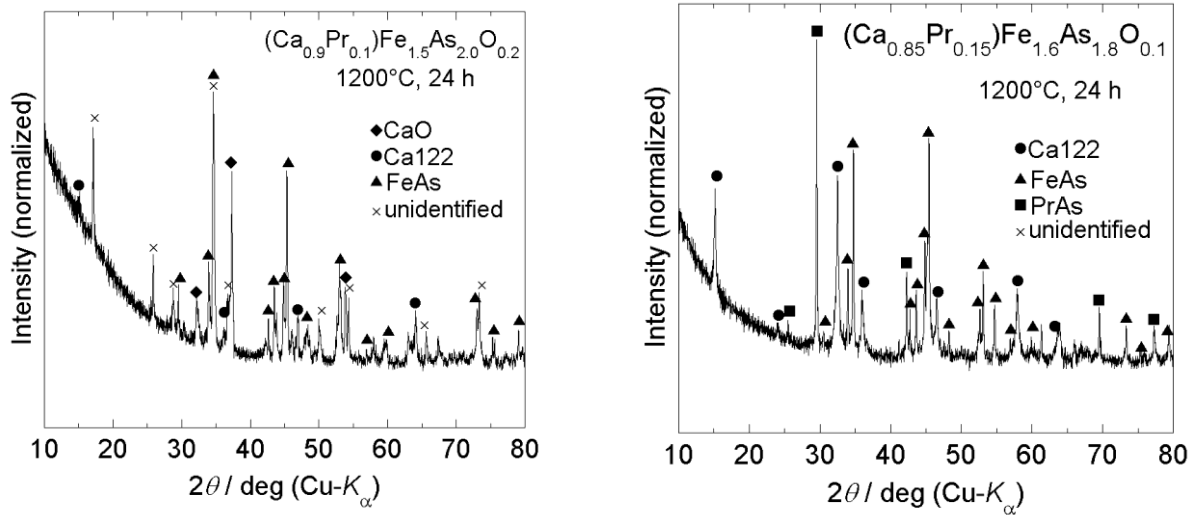 (Ca0.9Pr0.1)Fe1.5As2.0O0.2
1200°C, 24 h
◆CaO
●Ca122
▲FeAs
×unidentified
Intensity (normalized)
10 20 30 40 50 60 70 80
2θ / deg (Cu-Kα)
(Ca0.85Pr0.15)Fe1.6As1.8O0.1
1200°C, 24 h
●Ca122
▲FeAs
■PrAs
×unidentified
Intensity (normalized)
10 20 30 40 50 60 70 80
2θ / deg (Cu-Kα)